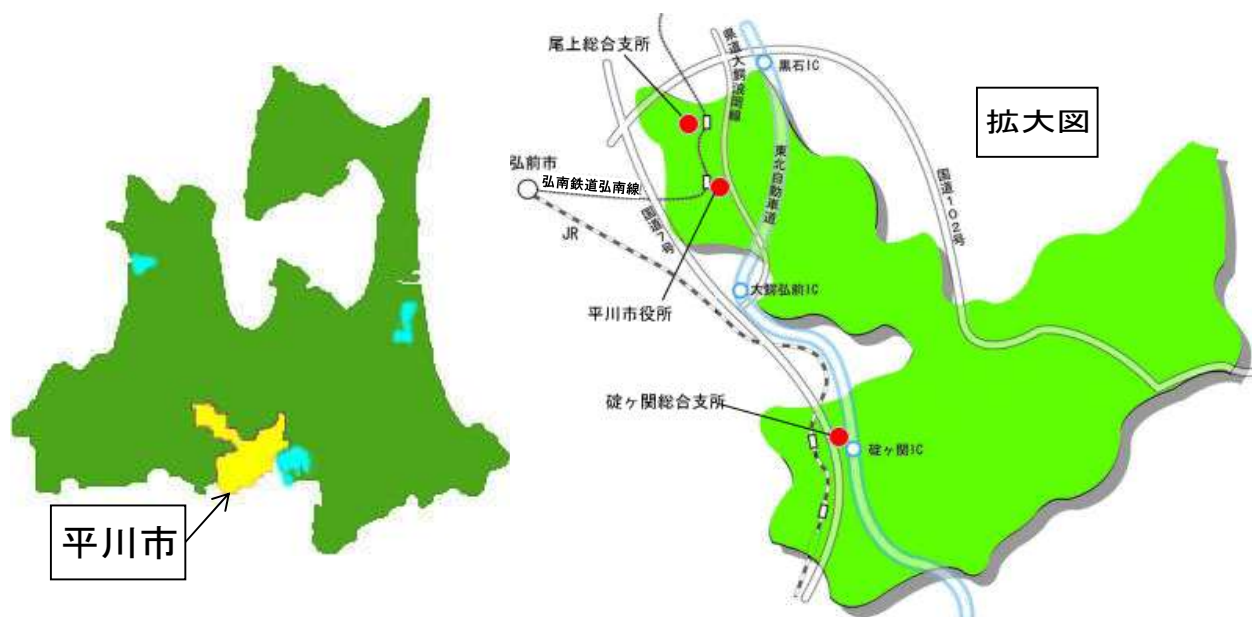 平川市
拡大図
尾上総合支所
県道大鰐浪岡線
黒石IC
弘前市
弘南鉄道弘南線
東北自動車道
国道102号
国道7号
JR
大鰐弘前IC
平川市役所
碇ヶ関総合支所
碇ヶ関IC